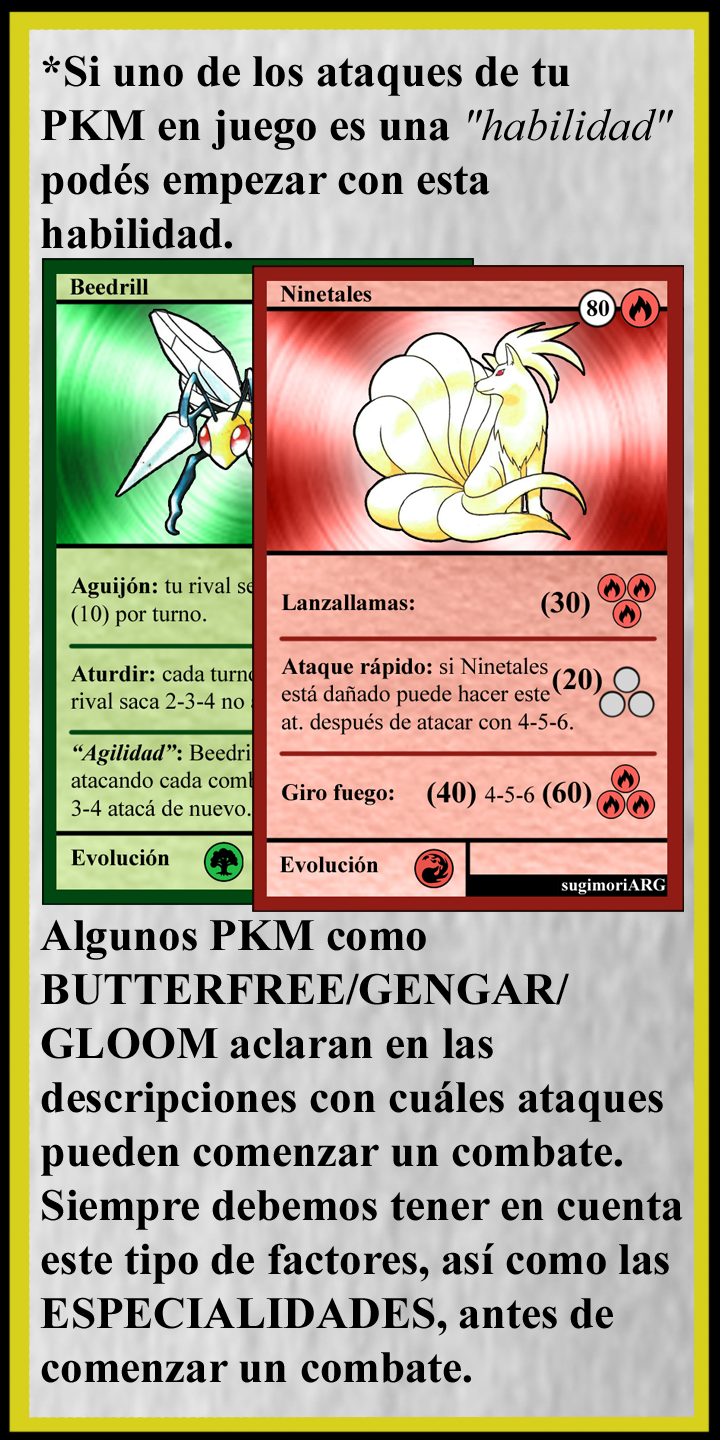 *Si uno de los ataques de tu
PKM en juego es una "habilidad"
podés empezar con esta
habilidad.
Beedrill
Aguijón: tu rival se
(10) por turno.
Aturdir: cada turno
rival saca 2-3-4 no
“Agilidad”: Beedri
atacando cada comb
3-4 atacá de nuevo.
Evolución
Ninetales
80
Lanzallamas: (30)
Ataque rápido: si Ninetales (20)
está dañado puede hacer este
at. después de atacar con 4-5-6.
Giro fuego: (40) 4-5-6 (60)
Evolución
sugimoriARG
Algunos PKM como
BUTTERFREE/GENGAR/
GLOOM aclaran en las
descripciones con cuáles ataques
pueden comenzar un combate.
Siempre debemos tener en cuenta
este tipo de factores, así como las
ESPECIALIDADES, antes de
comenzar un combate.